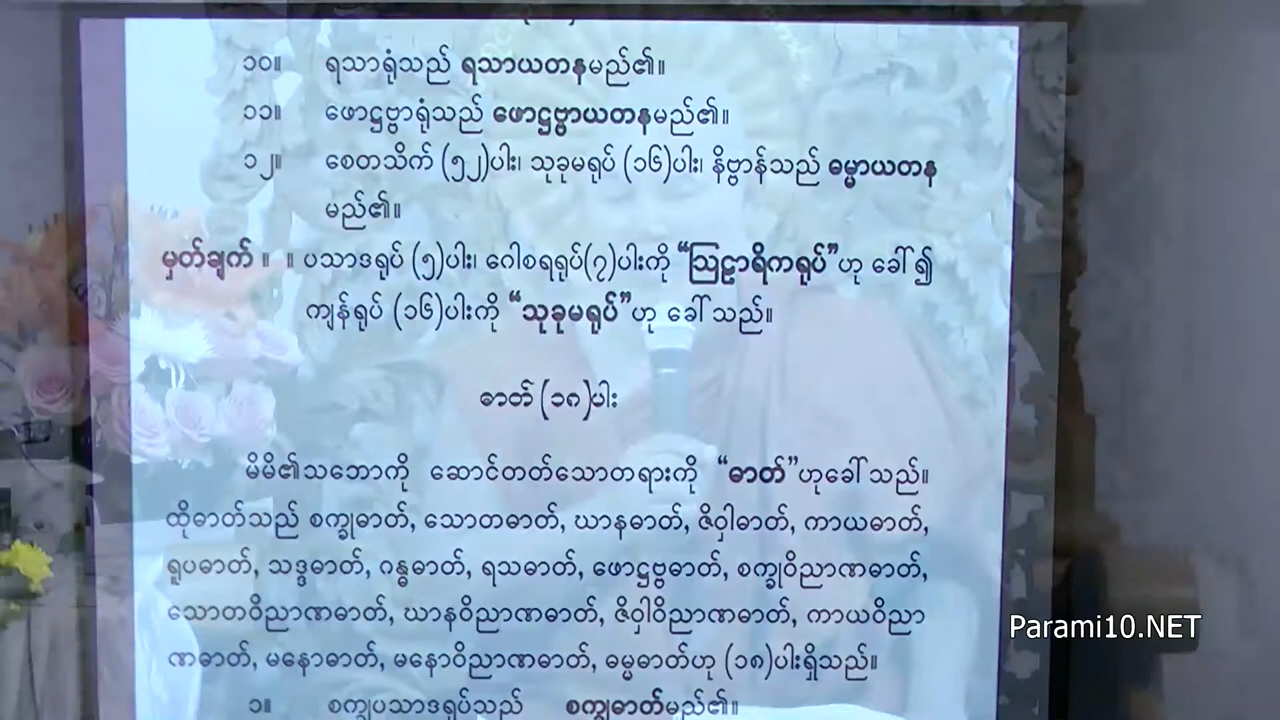 ၁၀။ ရသာရုံသည် ရသာယတနမည်၏။
၁၁။ ဖောဋ္ဌဗ္ဗာရုံသည် ဖောဋ္ဌဗ္ဗာယတနမည်၏။
၁၂။ စေတသိက် (၅၂)ပါး၊ သုခုမရုပ် (၁၆)ပါး၊ နိဗ္ဗာန်သည် ဓမ္မာယတန
မည်၏။
မှတ်ချက် ။ ။ ပသာဒရုပ် (၅)ပါး၊ ဂေါစရရုပ်(၇)ပါးကို “ဩဠာရိကရုပ်”ဟု ခေါ်၍
ကျန်ရုပ် (၁၆)ပါးကို “သုခုမရုပ်”ဟု ခေါ်သည်။
ဓာတ် (၁၈)ပါး
မိမိ၏သဘောကို ဆောင်တတ်သောတရားကို “ဓာတ်”ဟုခေါ်သည်။
ထိုဓာတ်သည် စက္ခုဓာတ်, သောတဓာတ်, ဃာနဓာတ်, ဇိဝှါဓာတ်, ကာယဓာတ်,
ရူပဓာတ်, သဒ္ဒဓာတ်, ဂန္ဓဓာတ်, ရသဓာတ်, ဖောဋ္ဌဗ္ဗဓာတ်, စက္ခုဝိညာဏဓာတ်,
သောတဝိညာဏဓာတ်, ဃာနဝိညာဏဓာတ်, ဇိဝှါဝိညာဏဓာတ်, ကာယဝိညာ
ဏဓာတ်, မနောဓာတ်, မနောဝိညာဏဓာတ်, ဓမ္မဓာတ်ဟု (၁၈)ပါးရှိသည်။
၁။ စက္ခုပသာဒရုပ်သည် စက္ခုဓာတ်မည်၏။
Parami10.NET